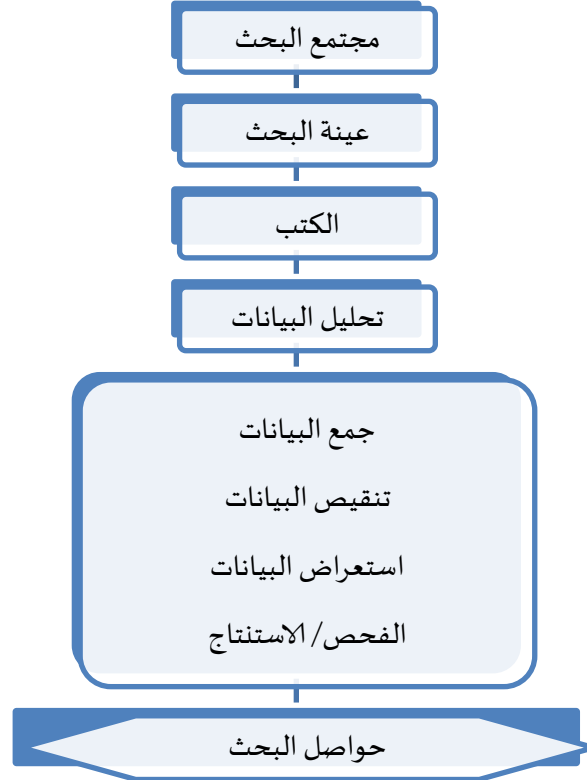 مجتمع البحث
عينة البحث
الكتب
تحليل البيانات
جمع البيانات
تنقيص البيانات
استعراض البيانات
الفحص/الاستنتاج
حواصل البحث